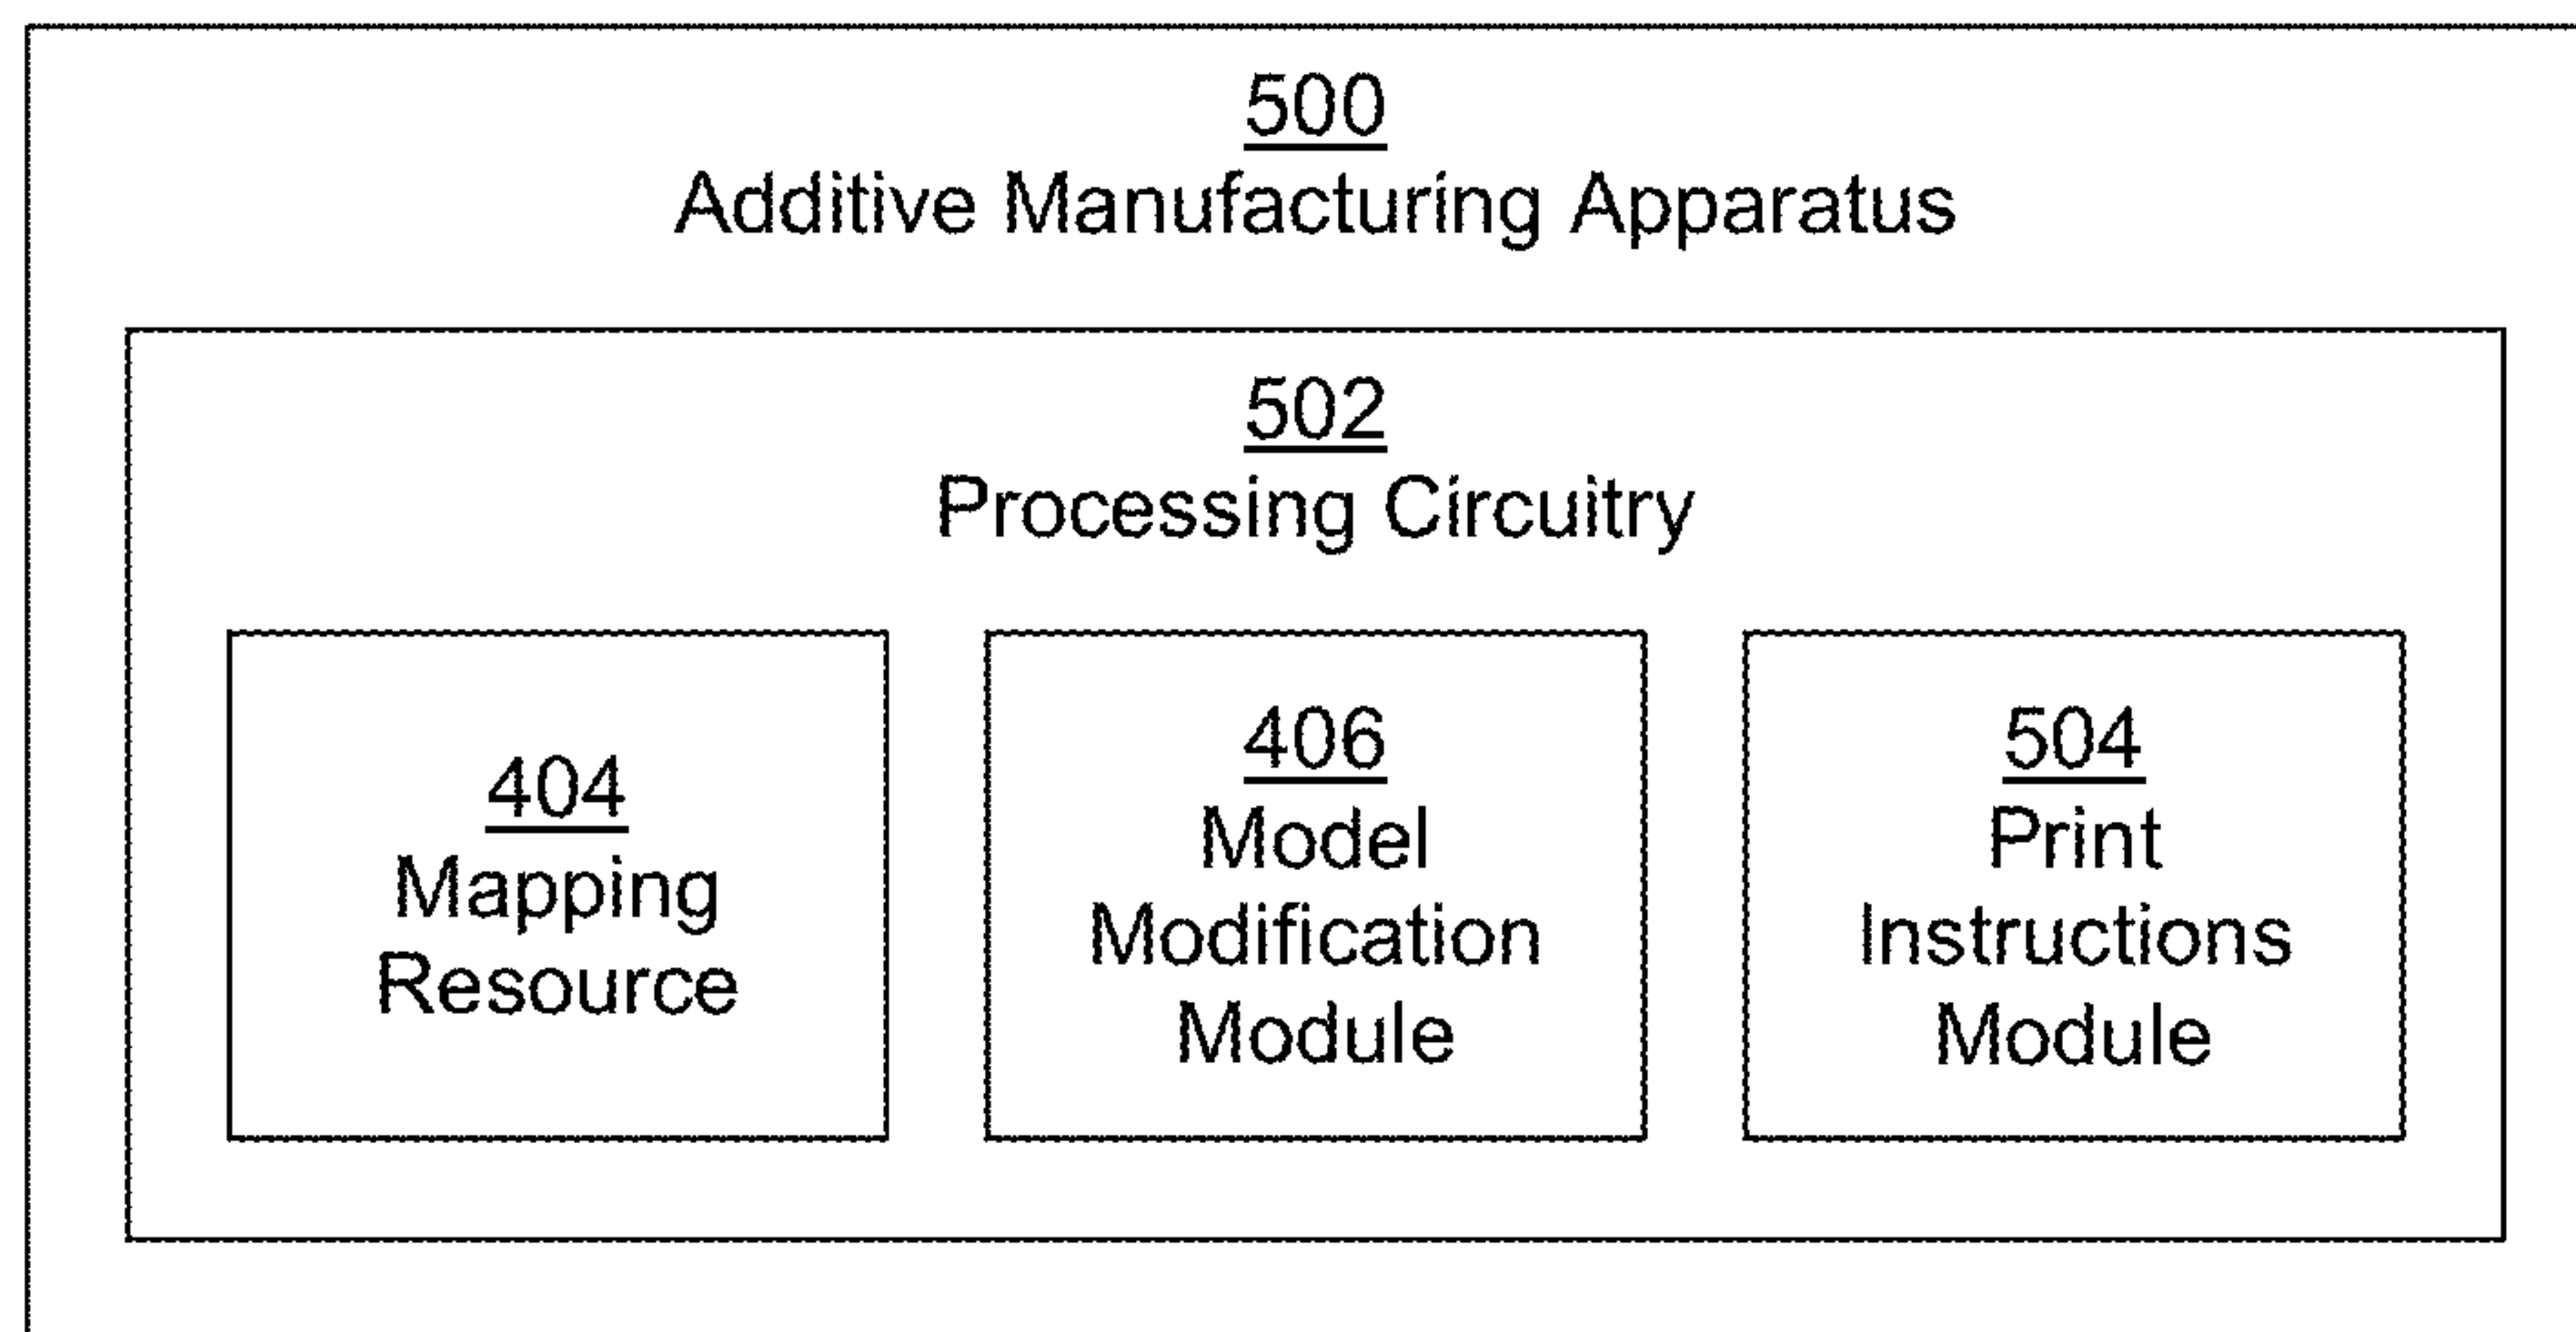 500
Additive Manufacturing Apparatus
502
Processing Circuitry
404
Mapping
Resource
406
Model
Modification
Module
504
Print
Instructions
Module